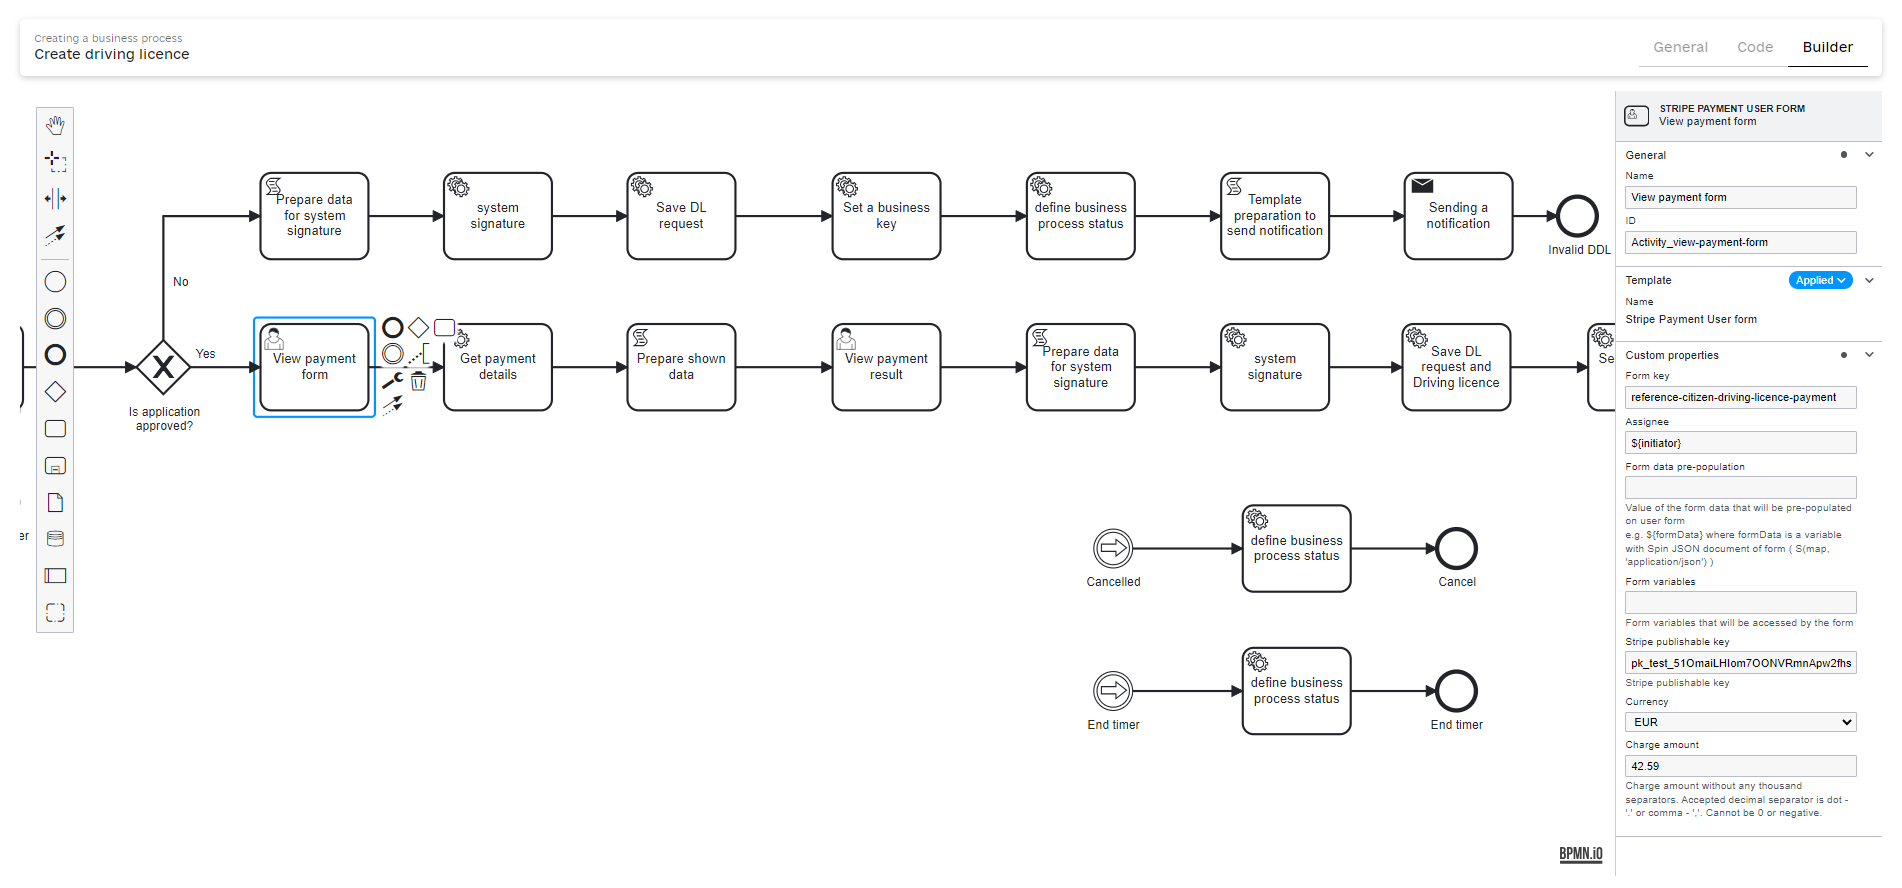 Creating a business process
Create driving licence
General
Code
Builder
Prepare data
for system
signature
system
signature
Save DL
request
Set a business
key
define business
process status
Template
preparation to
send notification
Sending a
notification
Invalid DDL
No
Yes
Is application
approved?
View payment
form
Get payment
details
Prepare shown
data
View payment
result
Prepare data
for system
signature
system
signature
Save DL
request and
Driving licence
Se
er
Cancelled
define business
process status
Cancel
End timer
define business
process status
End timer
BPMN.iO
STRIPE PAYMENT USER FORM
View payment form
General
Name
View payment form
ID
Activity_view-payment-form
Template
Applied
Name
Stripe Payment User form
Custom properties
Form key
reference-citizen-driving-licence-payment
Assignee
${initiator}
Form data pre-population
Value of the form data that will be pre-populated
on user form
e.g. ${formData} where formData is a variable
with Spin JSON document of form ( S(map,
'application/json') )
Form variables
Form variables that will be accessed by the form
Stripe publishable key
pk_test_51OmaiLHIom7OONVRmnApw2fhs
Stripe publishable key
Currency
EUR
Charge amount
42.59
Charge amount without any thousand
separators. Accepted decimal separator is dot -
'.' or comma - ','. Cannot be 0 or negative.